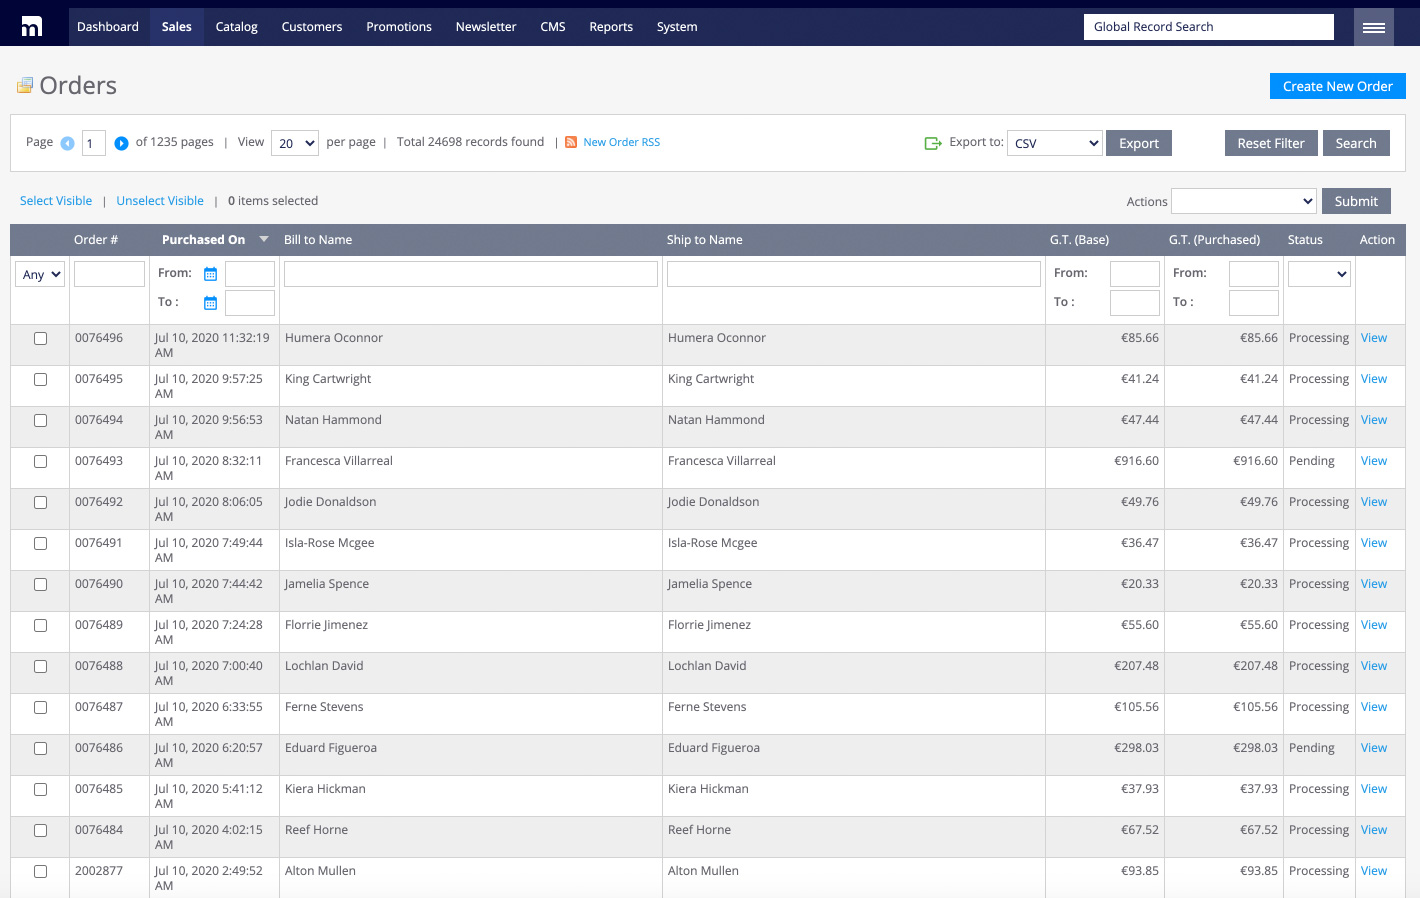 m Dashboard Sales Catalog Customers Promotions Newsletter CMS Reports System Global Record Search
Orders Create New Order
Page 1 of 1235 pages | View 20 per page | Total 24698 records found | New Order RSS Export to: CSV Export Reset Filter Search
Select Visible | Unselect Visible | 0 items selected Actions Submit
Order # Purchased On Bill to Name Ship to Name G.T. (Base) G.T. (Purchased) Status Action
Any From: From: From:
To : To : To :
0076496 Jul 10, 2020 11:32:19 Humera Oconnor Humera Oconnor €85.66 €85.66 Processing View
AM
0076495 Jul 10, 2020 9:57:25 King Cartwright King Cartwright €41.24 €41.24 Processing View
AM
0076494 Jul 10, 2020 9:56:53 Natan Hammond Natan Hammond €47.44 €47.44 Processing View
AM
0076493 Jul 10, 2020 8:32:11 Francesca Villarreal Francesca Villarreal €916.60 €916.60 Pending View
AM
0076492 Jul 10, 2020 8:06:05 Jodie Donaldson Jodie Donaldson €49.76 €49.76 Processing View
AM
0076491 Jul 10, 2020 7:49:44 Isla-Rose Mcgee Isla-Rose Mcgee €36.47 €36.47 Processing View
AM
0076490 Jul 10, 2020 7:44:42 Jamelia Spence Jamelia Spence €20.33 €20.33 Processing View
AM
0076489 Jul 10, 2020 7:24:28 Florrie Jimenez Florrie Jimenez €55.60 €55.60 Processing View
AM
0076488 Jul 10, 2020 7:00:40 Lochlan David Lochlan David €207.48 €207.48 Processing View
AM
0076487 Jul 10, 2020 6:33:55 Ferne Stevens Ferne Stevens €105.56 €105.56 Processing View
AM
0076486 Jul 10, 2020 6:20:57 Eduard Figueroa Eduard Figueroa €298.03 €298.03 Pending View
AM
0076485 Jul 10, 2020 5:41:12 Kiera Hickman Kiera Hickman €37.93 €37.93 Processing View
AM
0076484 Jul 10, 2020 4:02:15 Reef Horne Reef Horne €67.52 €67.52 Processing View
AM
2002877 Jul 10, 2020 2:49:52 Alton Mullen Alton Mullen €93.85 €93.85 Processing View
AM